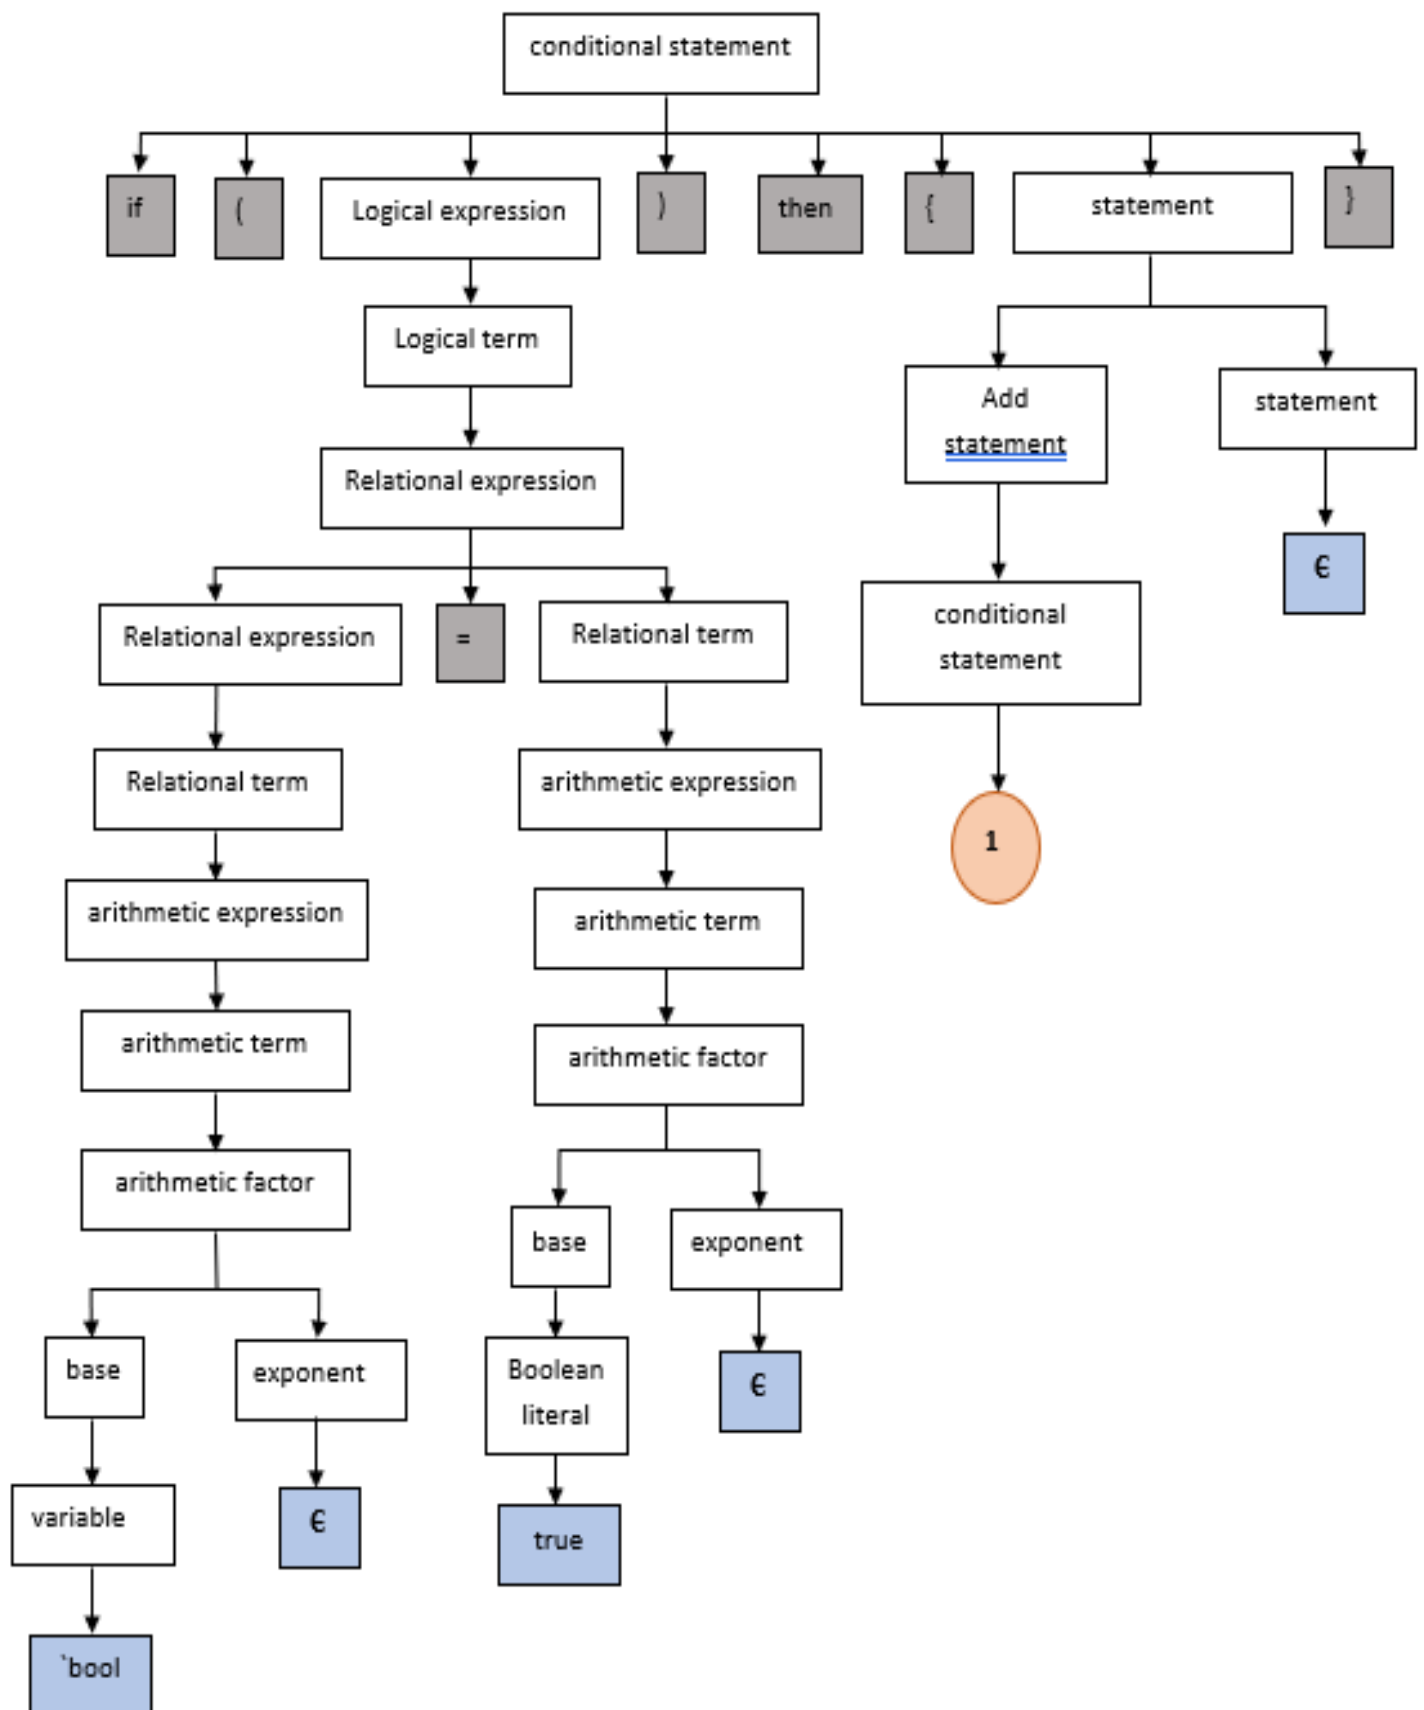 conditional statement
if
(
Logical expression
)
then
{
statement
}
Logical term
Add
statement
statement
Relational expression
€
Relational expression
=
Relational term
conditional
statement
Relational term
arithmetic expression
1
arithmetic expression
arithmetic term
arithmetic term
arithmetic factor
arithmetic factor
base
exponent
base
exponent
Boolean
literal
€
variable
€
true
`bool